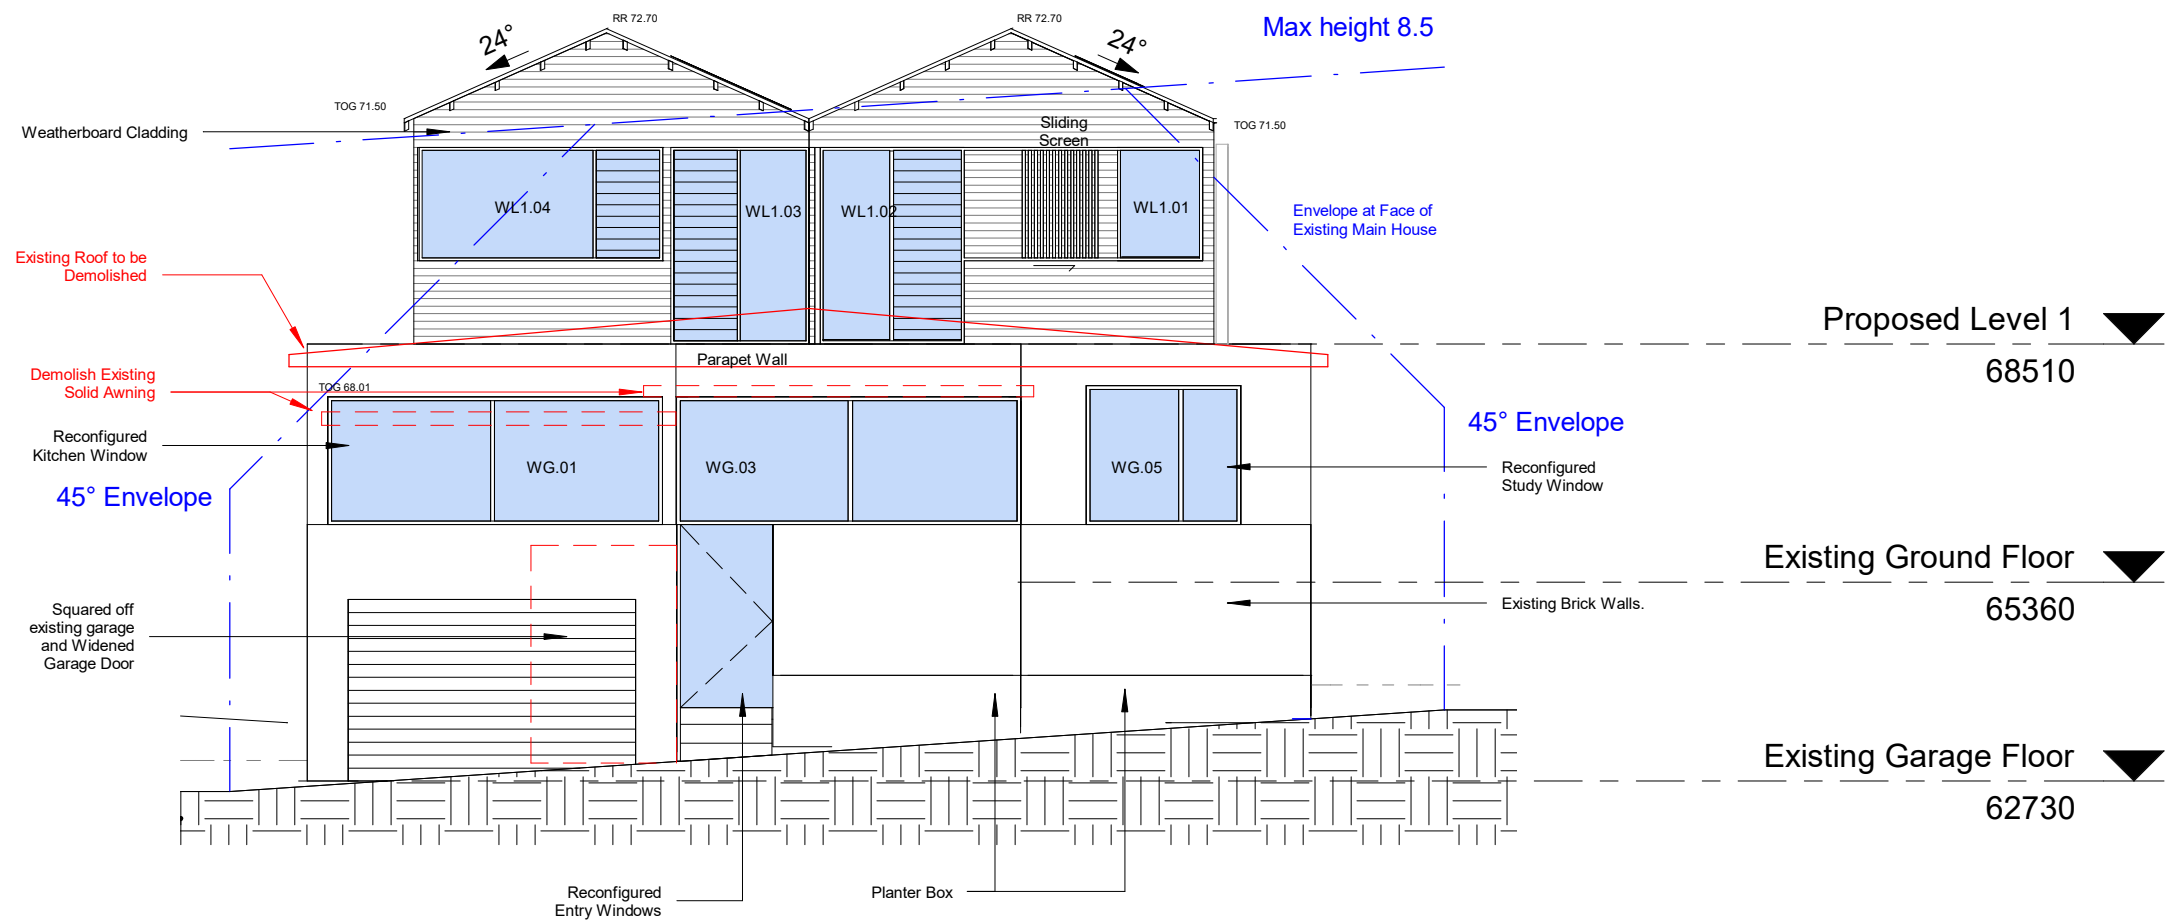 RR 72.70
RR 72.70
Max height 8.5
24°
24°
TOG 71.50
Weatherboard Cladding
Sliding
Screen
TOG 71.50
WL1.04
WL1.03
WL1.02
WL1.01
Envelope at Face of
Existing Main House
Existing Roof to be
Demolished
Proposed Level 1
68510
Parapet Wall
Demolish Existing
Solid Awning
TOG 68.01
45° Envelope
Reconfigured
Kitchen Window
WG.01
WG.03
WG.05
Reconfigured
Study Window
45° Envelope
Existing Ground Floor
65360
Squared off
existing garage
and Widened
Garage Door
Existing Brick Walls.
Existing Garage Floor
62730
Reconfigured
Entry Windows
Planter Box